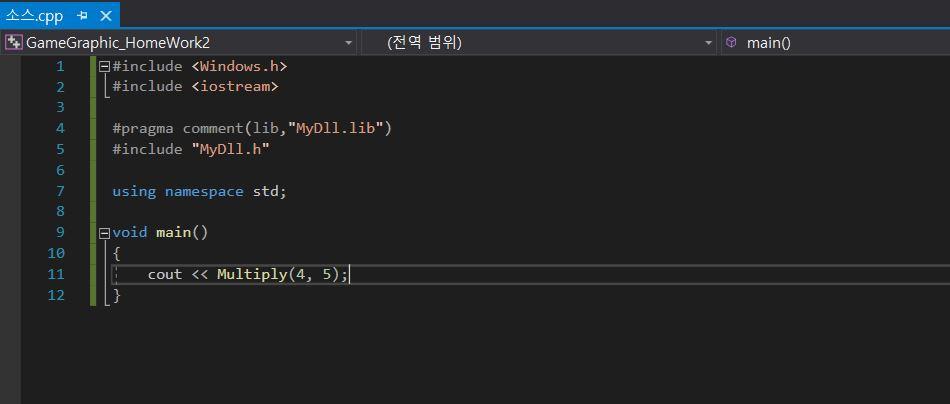 소스.cpp
GameGraphic_HomeWork2 (전역 범위) main()
1 #include <Windows.h>
2 #include <iostream>
3
4 #pragma comment(lib,"MyDll.lib")
5 #include "MyDll.h"
6
7 using namespace std;
8
9 void main()
10 {
11 cout << Multiply(4, 5);
12 }